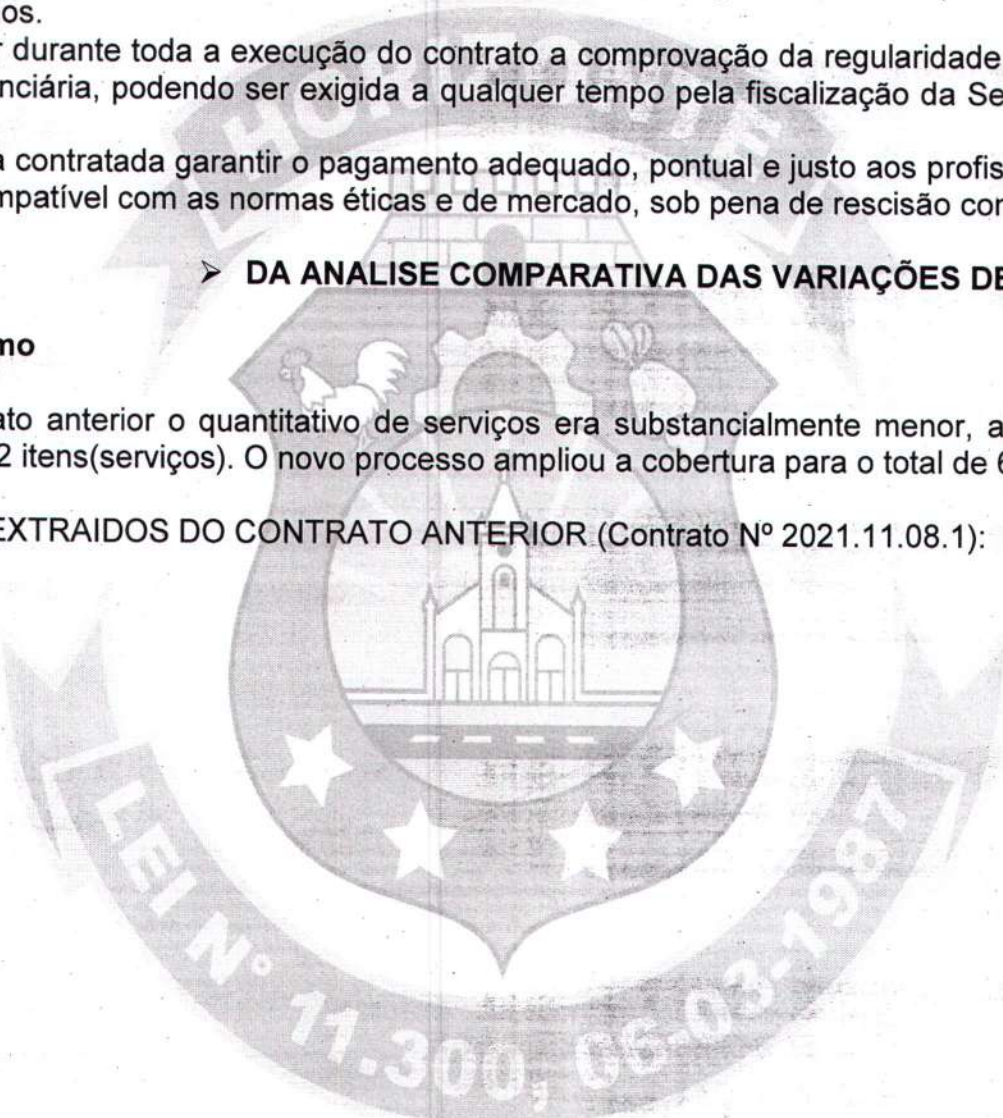 os.
r durante toda a execução do contrato a comprovação da regularidade
nciária, podendo ser exigida a qualquer tempo pela fiscalização da Se
a contratada garantir o pagamento adequado, pontual e justo aos profis
mpatível com as normas éticas e de mercado, sob pena de rescisão con
➢ DA ANALISE COMPARATIVA DAS VARIAÇÕES DE
mo
ato anterior o quantitativo de serviços era substancialmente menor, a
2 itens(serviços). O novo processo ampliou a cobertura para o total de 6
EXTRAIDOS DO CONTRATO ANTERIOR (Contrato Nº 2021.11.08.1):
HORIZONTE
LEI Nº 11.300, 06-03-1987